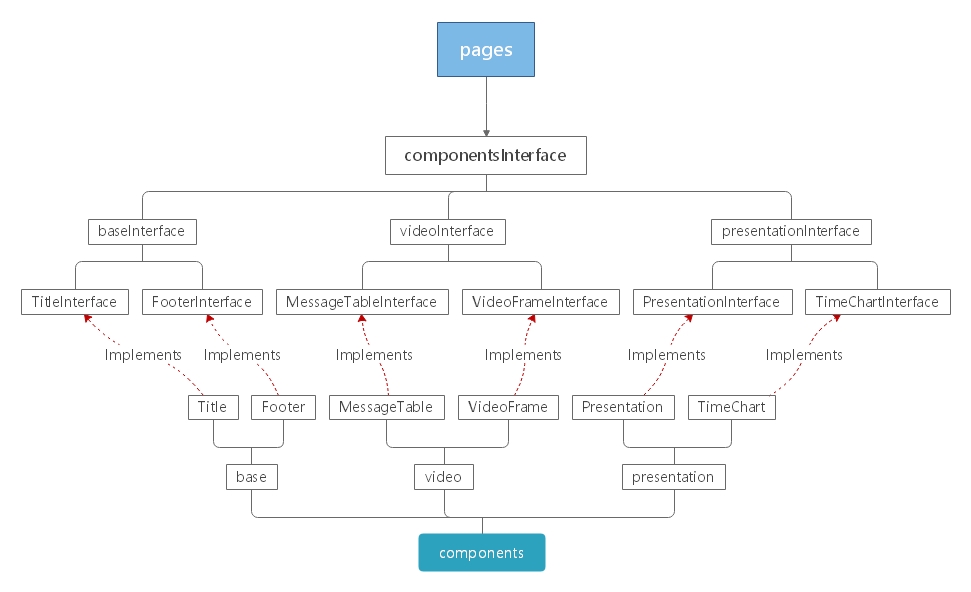 pages
componentsInterface
baseInterface
videoInterface
presentationInterface
TitleInterface
FooterInterface
MessageTableInterface
VideoFrameInterface
PresentationInterface
TimeChartInterface
Implements
Implements
Implements
Implements
Implements
Implements
Title
Footer
MessageTable
VideoFrame
Presentation
TimeChart
base
video
presentation
components